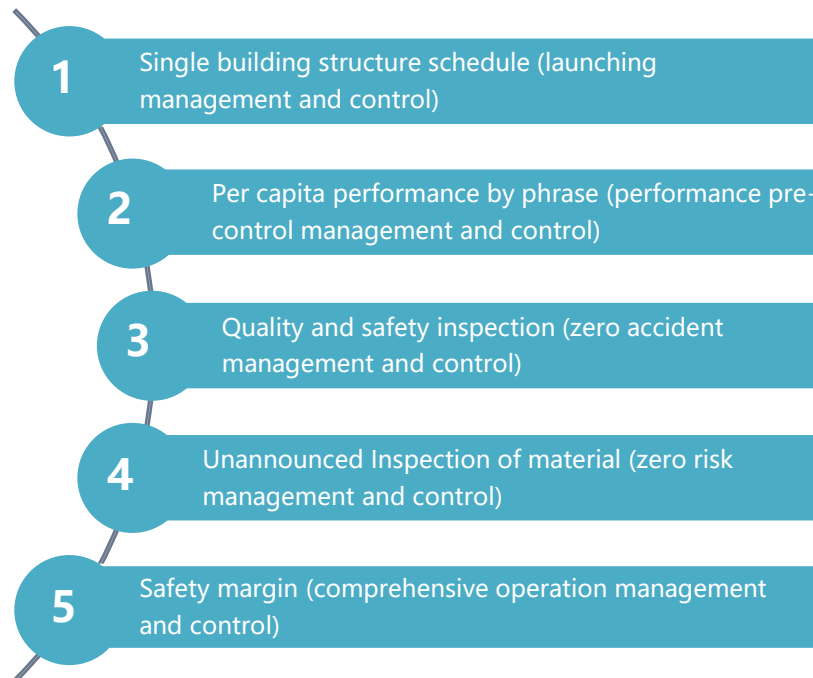 1
Single building structure schedule (launching
management and control)
2
Per capita performance by phrase (performance pre-
control management and control)
3
Quality and safety inspection (zero accident
management and control)
4
Unannounced Inspection of material (zero risk
management and control)
5
Safety margin (comprehensive operation management
and control)